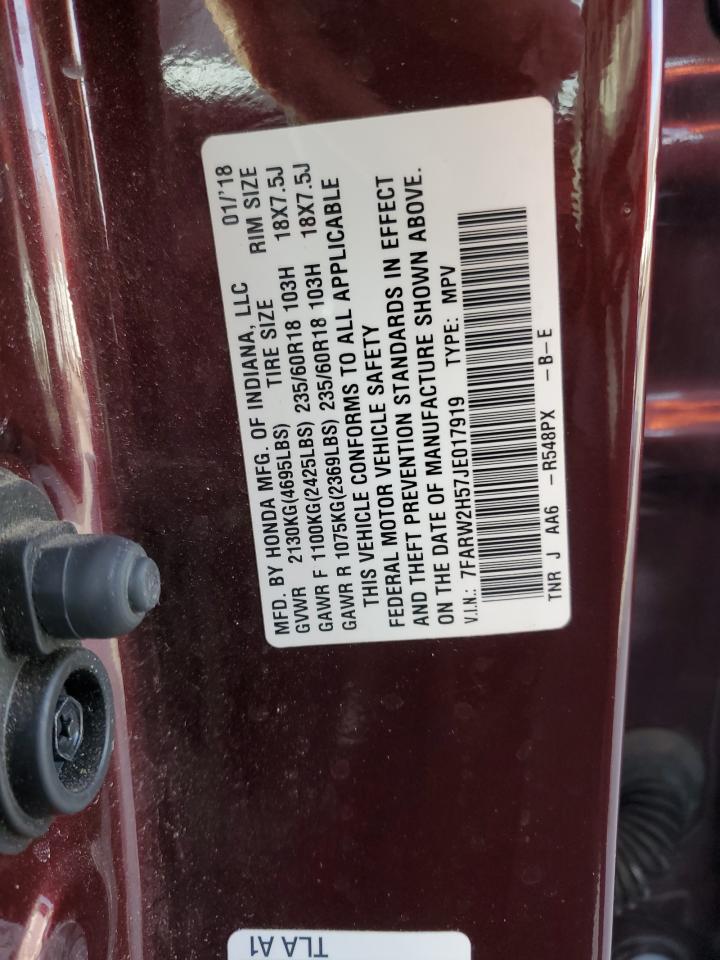 MFD. BY HONDA MFG. OF INDIANA, LLC 01/'18
GVWR 2130KG(4695LBS) TIRE SIZE RIM SIZE
GAWR F 1100KG(2425LBS) 235/60R18 103H 18X7.5J
GAWR R 1075KG(2369LBS) 235/60R18 103H 18X7.5J
THIS VEHICLE CONFORMS TO ALL APPLICABLE
FEDERAL MOTOR VEHICLE SAFETY
AND THEFT PREVENTION STANDARDS IN EFFECT
ON THE DATE OF MANUFACTURE SHOWN ABOVE.
V.I.N.: 7FARW2H57JE017919 TYPE: MPV
TNR J AA6 -R548PX -B-E
TLA A1